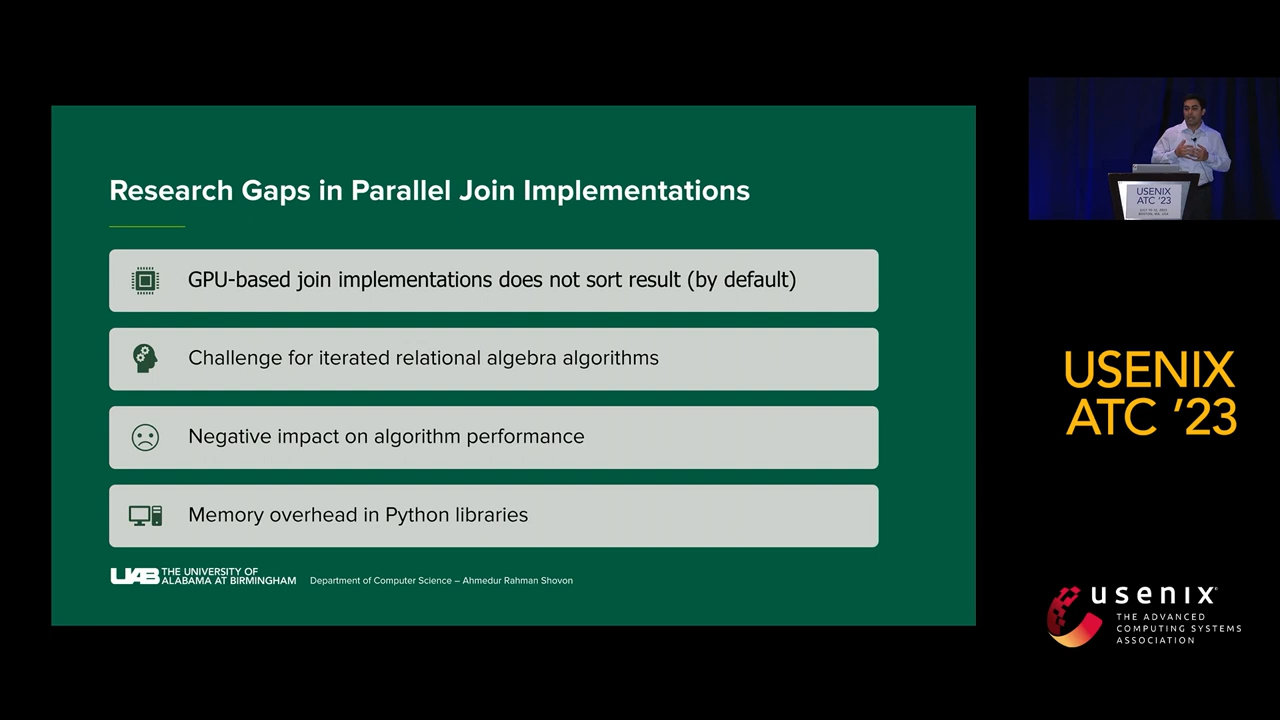 Research Gaps in Parallel Join Implementations
GPU-based join implementations does not sort result (by default)
Challenge for iterated relational algebra algorithms
Negative impact on algorithm performance
Memory overhead in Python libraries
UAB THE UNIVERSITY OF
ALABAMA AT BIRMINGHAM
Department of Computer Science – Ahmedur Rahman Shovon
USENIX
ATC '23
USENIX
ATC '23
usenix
THE ADVANCED
COMPUTING SYSTEMS
ASSOCIATION